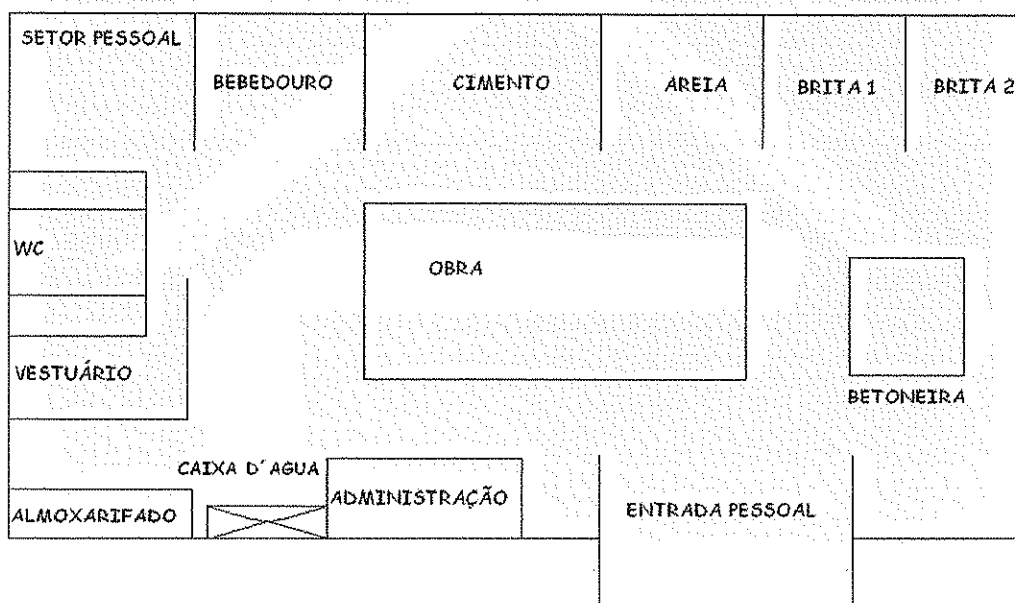 SETOR PESSOAL
BEBEDOURO
CIMENTO
AREIA
BRITA 1
BRITA 2
WC
OBRA
VESTUÁRIO
BETONEIRA
CAIXA D´AGUA
ADMINISTRAÇÃO
ALMOXARIFADO
ENTRADA PESSOAL